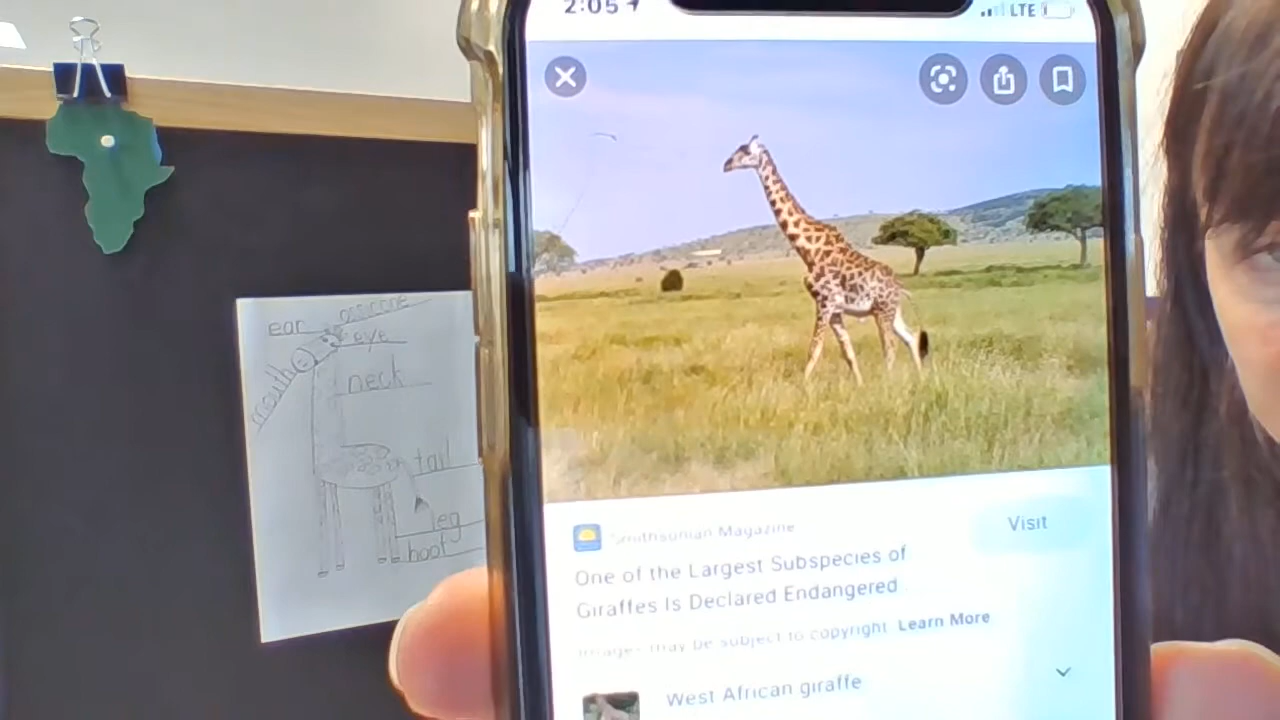 2:05
LTE
ear
ossicone
eye
mouth
neck
tail
leg
hoof
Smithsonian Magazine
Visit
One of the Largest Subspecies of
Giraffes Is Declared Endangered
Images may be subject to copyright. Learn More
West African giraffe